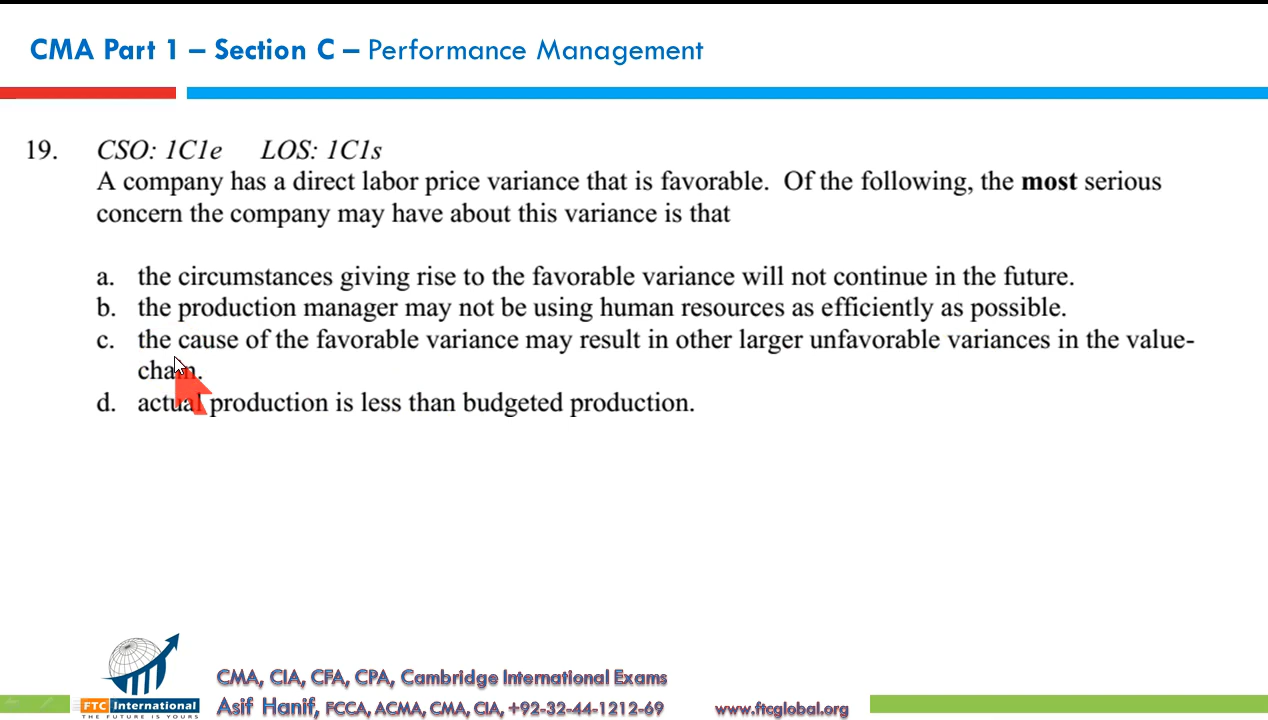 CMA Part 1 – Section C – Performance Management
19. CSO: 1C1e LOS: 1C1s
A company has a direct labor price variance that is favorable. Of the following, the most serious
concern the company may have about this variance is that
a. the circumstances giving rise to the favorable variance will not continue in the future.
b. the production manager may not be using human resources as efficiently as possible.
c. the cause of the favorable variance may result in other larger unfavorable variances in the value-
chain.
d. actual production is less than budgeted production.
CMA, CIA, CFA, CPA, Cambridge International Exams
FTC International
Asif Hanif, FCCA, ACMA, CMA, CIA, +92-32-44-1212-69 www.ftcglobal.org
THE FUTURE IS YOURS